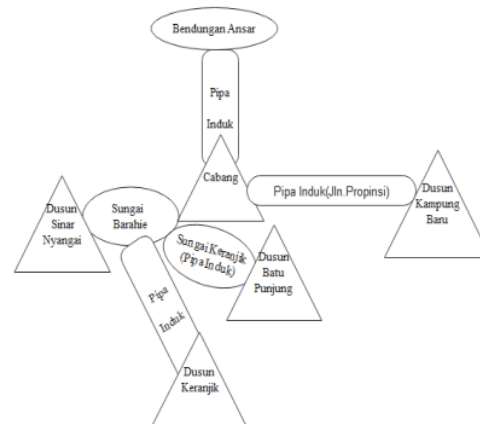 Bendungan Ansar
Pipa
Induk
Cabang
Pipa Induk(Jln.Propinsi)
Dusun
Kampung
Baru
Dusun
Sinar
Nyangai
Sungai
Barahie
Sungai Keranjik
(Pipa Induk)
Dusun
Batu
Punjung
Pipa
Induk
Dusun
Keranjik